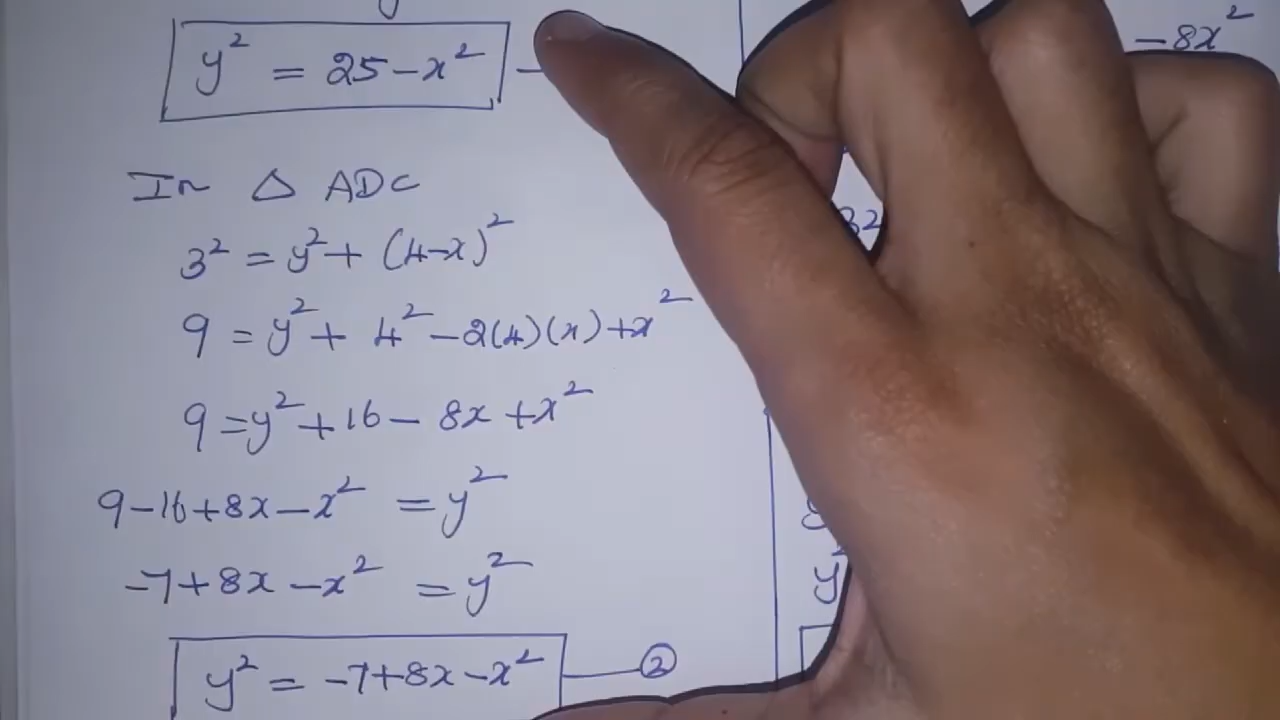 y² = 25 - x² -
In △ ADC
3² = y² + (4-x)²
9 = y² + 4² - 2(4)(x) + x²
9 = y² + 16 - 8x + x²
9 - 16 + 8x - x² = y²
-7 + 8x - x² = y²
y² = -7 + 8x - x² — ②
-8x²
32
y